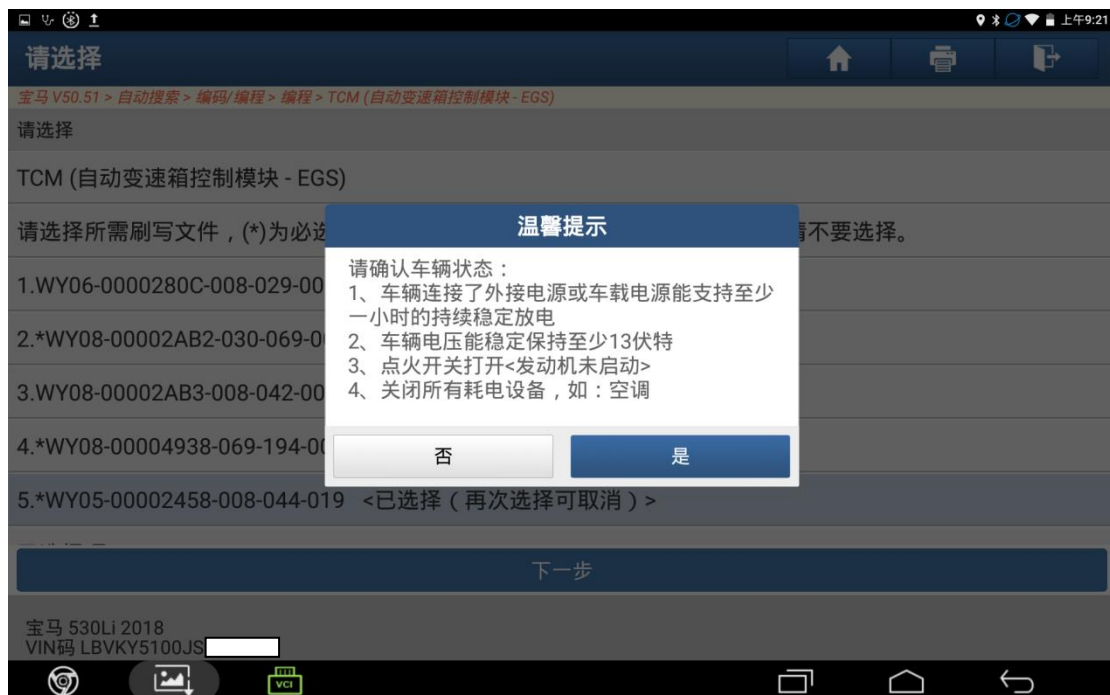 上午9:21
请选择
宝马 V50.51 > 自动搜索 > 编码/编程 > 编程 > TCM (自动变速箱控制模块 - EGS)
请选择
TCM (自动变速箱控制模块 - EGS)
请选择所需刷写文件，(*)为必选
不要选择。
温馨提示
请确认车辆状态：
1、车辆连接了外接电源或车载电源能支持至少
一小时的持续稳定放电
2、车辆电压能稳定保持至少13伏特
3、点火开关打开<发动机未启动>
4、关闭所有耗电设备，如：空调
否
是
1.WY06-0000280C-008-029-00
2.*WY08-00002AB2-030-069-0
3.WY08-00002AB3-008-042-00
4.*WY08-00004938-069-194-00
5.*WY05-00002458-008-044-019 <已选择（再次选择可取消）>
下一步
宝马 530Li 2018
VIN码 LBVKY5100JS
VCI